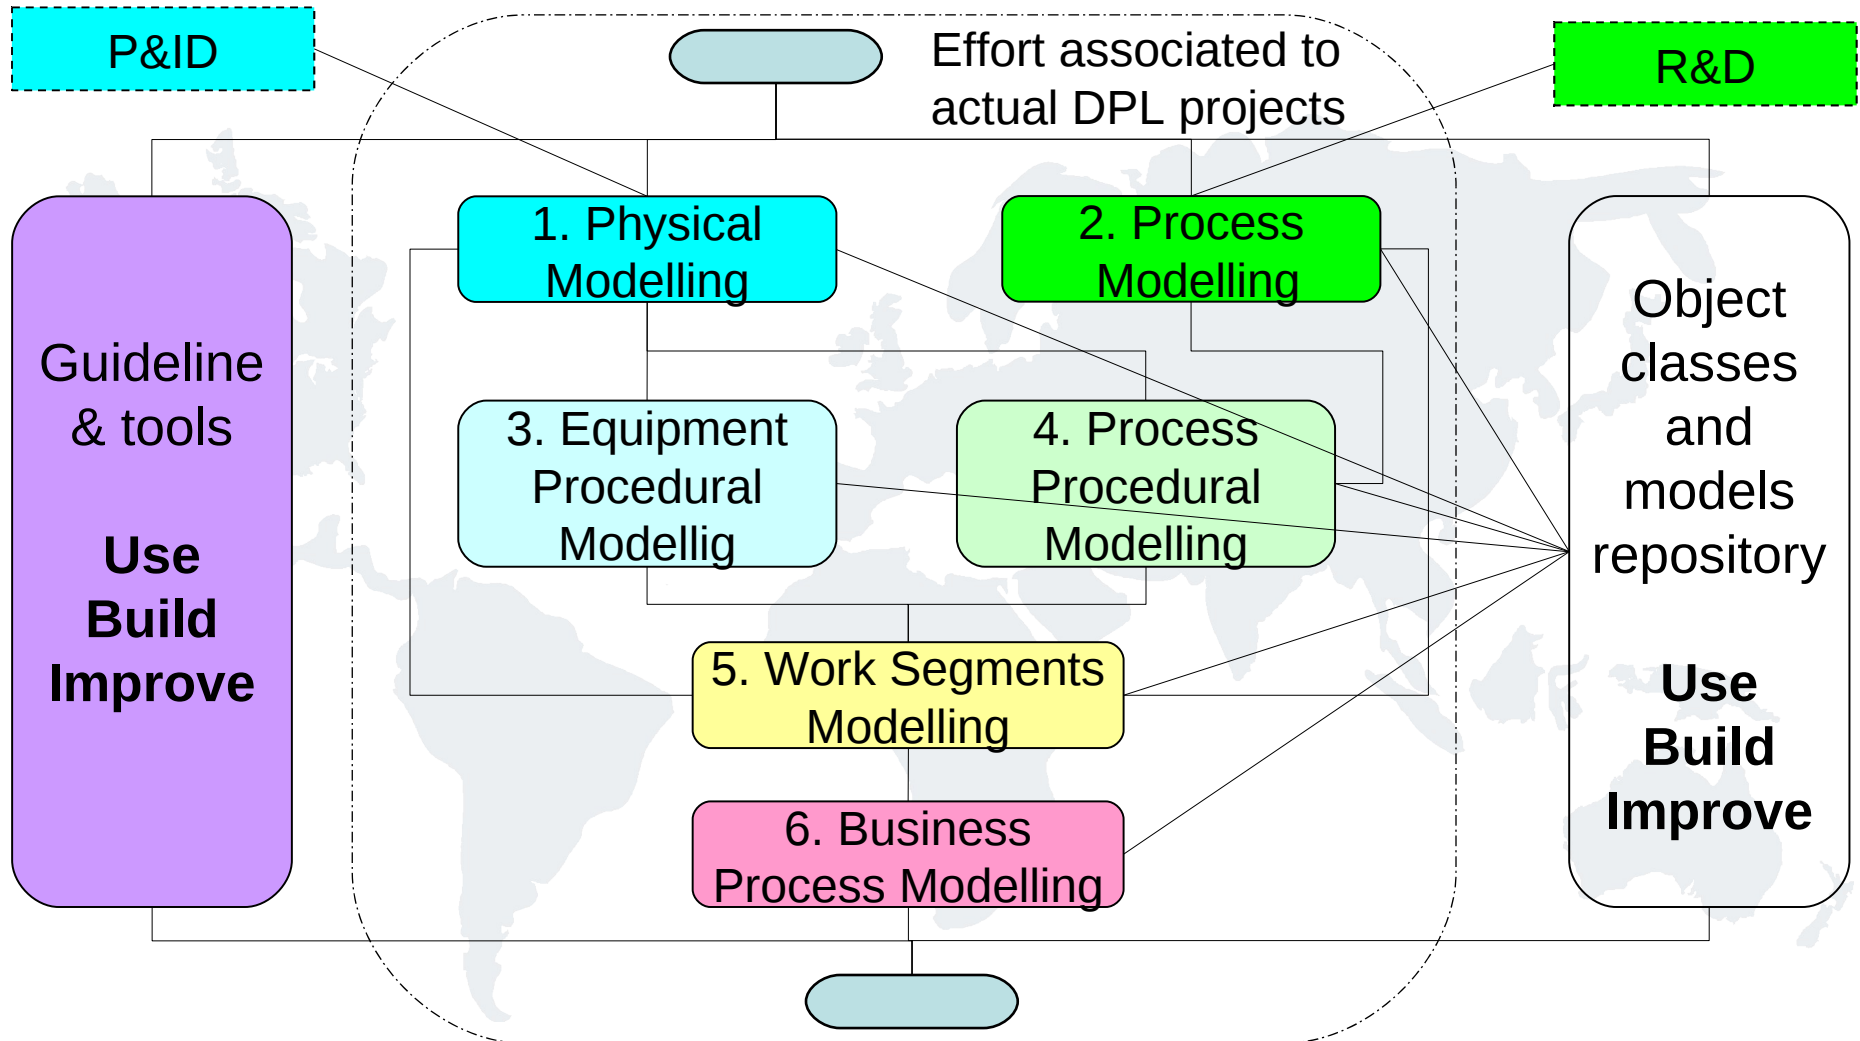 P&ID
Effort associated to
actual DPL projects
R&D
1. Physical
Modelling
2. Process
Modelling
Guideline
& tools
Use
Build
Improve
3. Equipment
Procedural
Modellig
4. Process
Procedural
Modelling
Object
classes
and
models
repository
Use
Build
Improve
5. Work Segments
Modelling
6. Business
Process Modelling